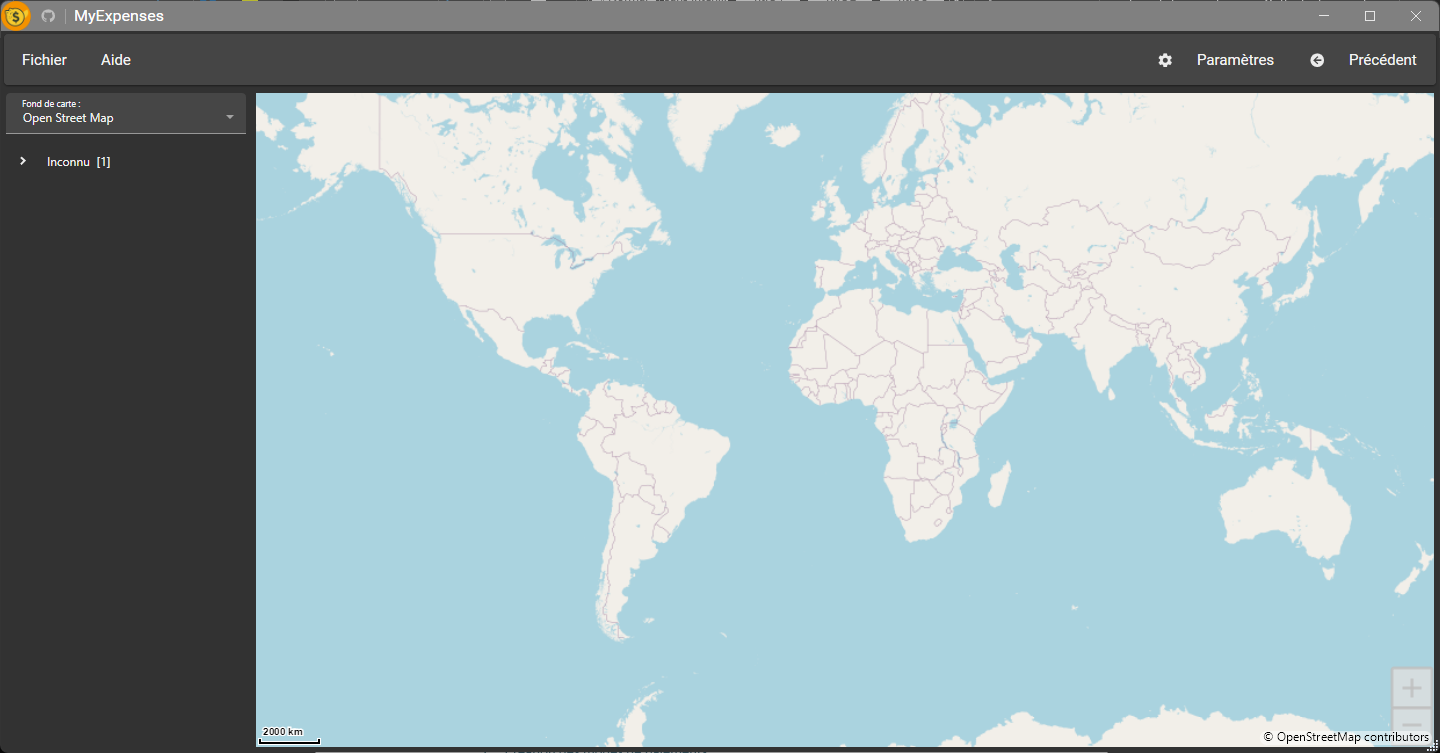 MyExpenses
Fichier Aide Paramètres Précédent
Fond de carte :
Open Street Map
Inconnu [1]
2000 km
© OpenStreetMap contributors